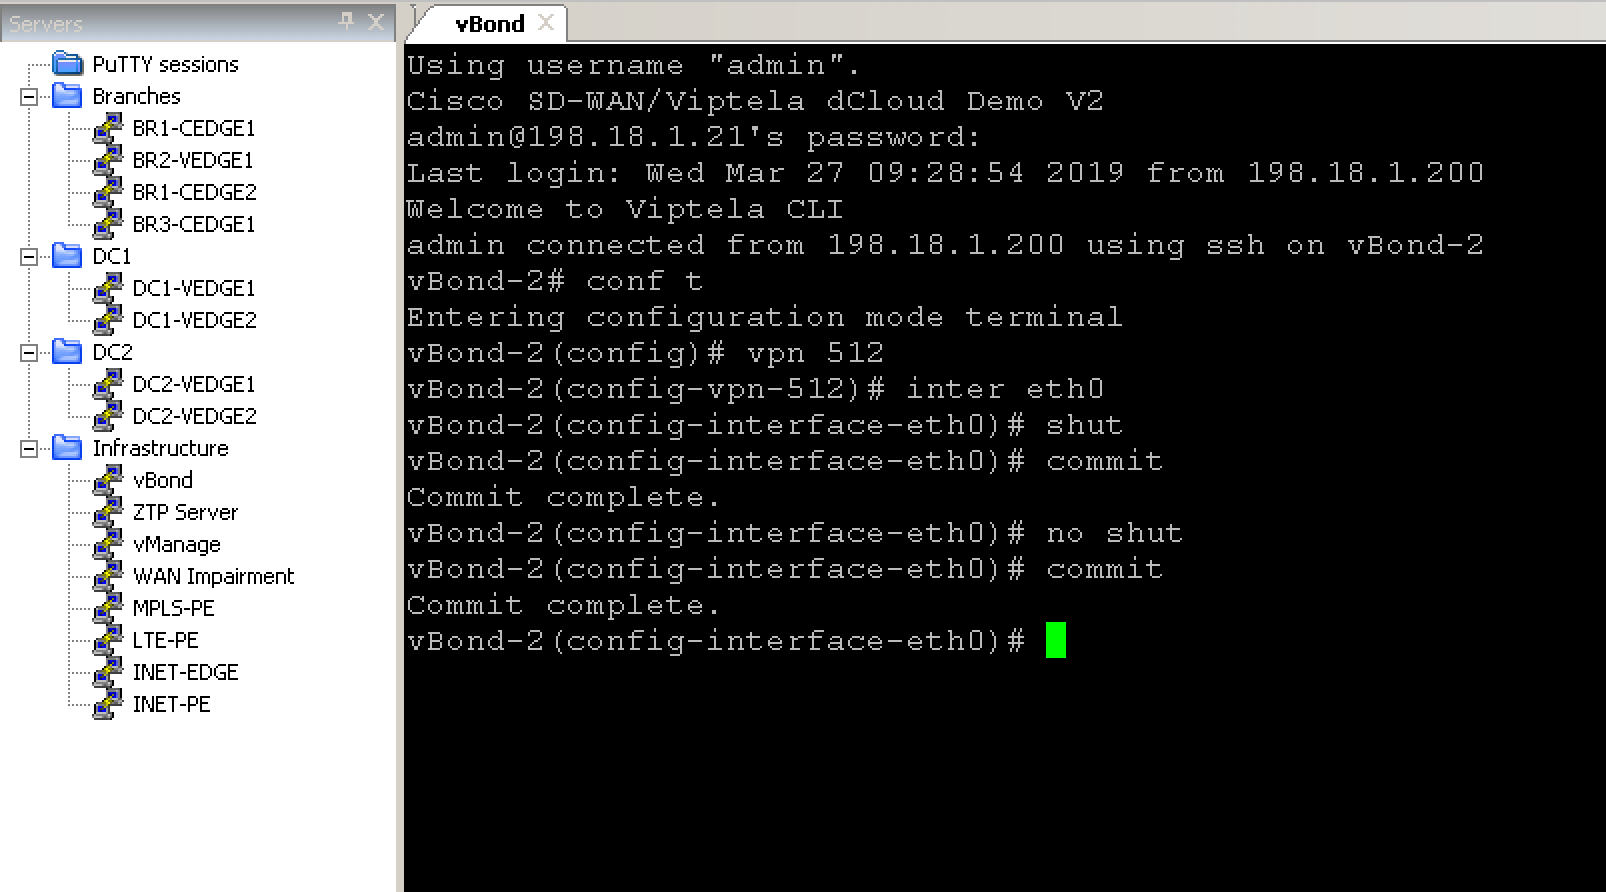 Servers
PuTTY sessions
Branches
BR1-CEDGE1
BR2-VEDGE1
BR1-CEDGE2
BR3-CEDGE1
DC1
DC1-VEDGE1
DC1-VEDGE2
DC2
DC2-VEDGE1
DC2-VEDGE2
Infrastructure
vBond
ZTP Server
vManage
WAN Impairment
MPLS-PE
LTE-PE
INET-EDGE
INET-PE
vBond
Using username "admin".
Cisco SD-WAN/Viptela dCloud Demo V2
admin@198.18.1.21's password:
Last login: Wed Mar 27 09:28:54 2019 from 198.18.1.200
Welcome to Viptela CLI
admin connected from 198.18.1.200 using ssh on vBond-2
vBond-2# conf t
Entering configuration mode terminal
vBond-2(config)# vpn 512
vBond-2(config-vpn-512)# inter eth0
vBond-2(config-interface-eth0)# shut
vBond-2(config-interface-eth0)# commit
Commit complete.
vBond-2(config-interface-eth0)# no shut
vBond-2(config-interface-eth0)# commit
Commit complete.
vBond-2(config-interface-eth0)#